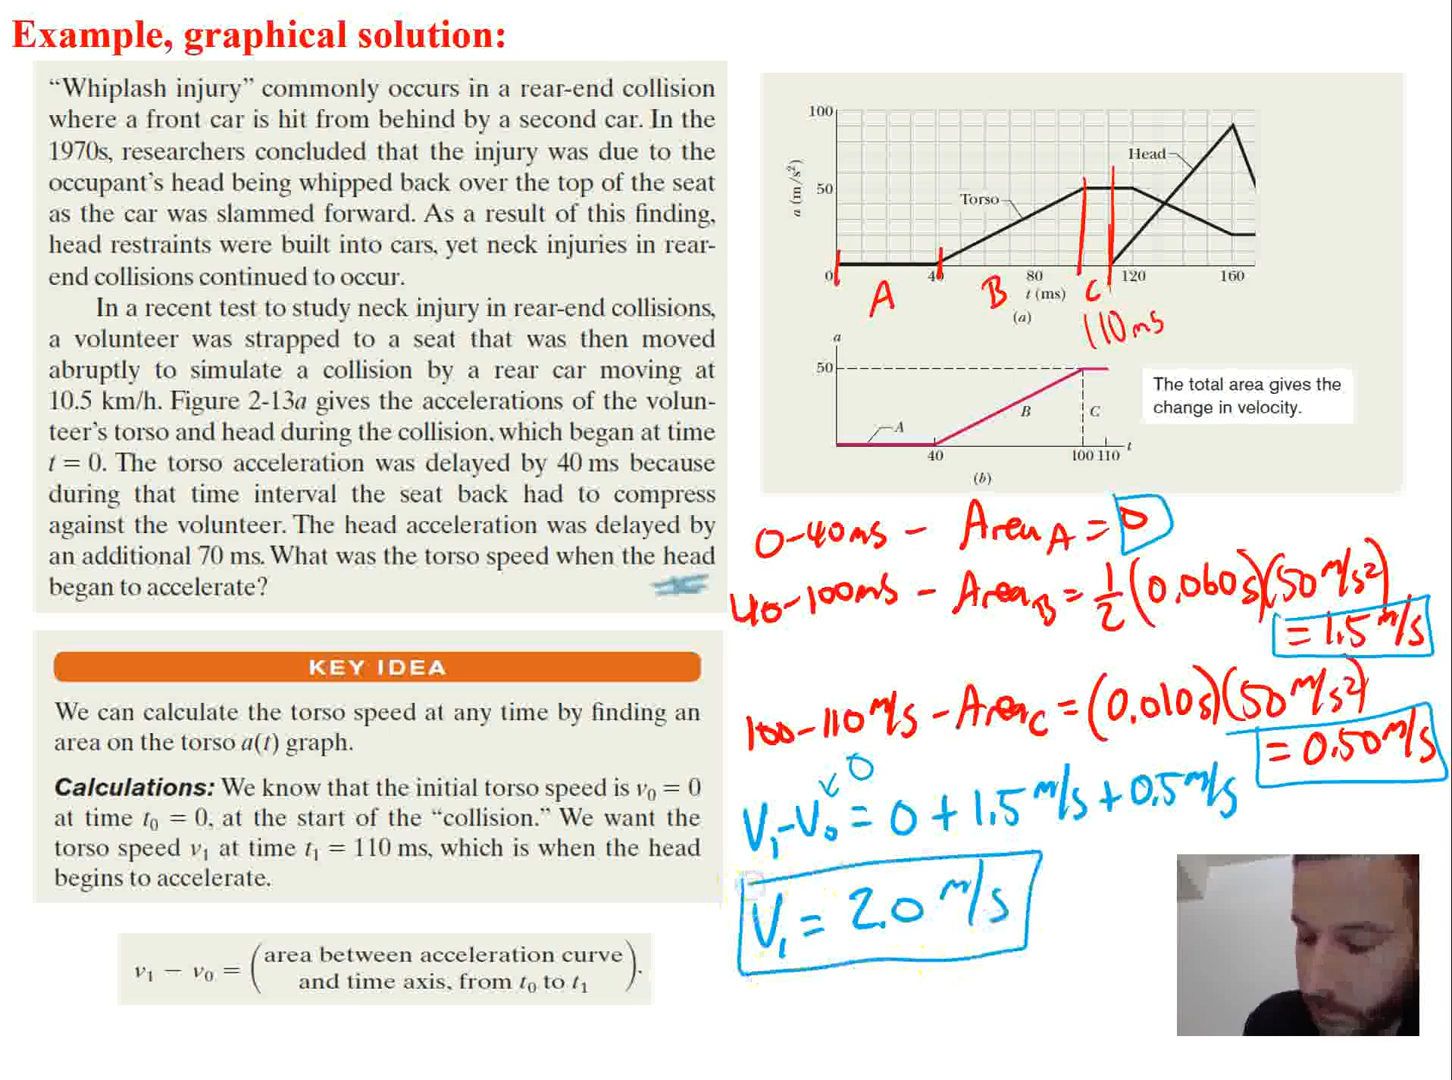 Example, graphical solution:
“Whiplash injury” commonly occurs in a rear-end collision
where a front car is hit from behind by a second car. In the
1970s, researchers concluded that the injury was due to the
occupant’s head being whipped back over the top of the seat
as the car was slammed forward. As a result of this finding,
head restraints were built into cars, yet neck injuries in rear-
end collisions continued to occur.
In a recent test to study neck injury in rear-end collisions,
a volunteer was strapped to a seat that was then moved
abruptly to simulate a collision by a rear car moving at
10.5 km/h. Figure 2-13a gives the accelerations of the volun-
teer’s torso and head during the collision, which began at time
t = 0. The torso acceleration was delayed by 40 ms because
during that time interval the seat back had to compress
against the volunteer. The head acceleration was delayed by
an additional 70 ms. What was the torso speed when the head
began to accelerate?
KEY IDEA
We can calculate the torso speed at any time by finding an
area on the torso a(t) graph.
Calculations: We know that the initial torso speed is v₀ = 0
at time t₀ = 0, at the start of the “collision.” We want the
torso speed v₁ at time t₁ = 110 ms, which is when the head
begins to accelerate.
v₁ − v₀ = (area between acceleration curve
and time axis, from t₀ to t₁).
100
a (m/s²)
50
Head
Torso
0 40 80 120 160
t (ms)
(a)
A B C
110 ms
a
50
A
B
C
40 100 110 t
(b)
The total area gives the
change in velocity.
0-40ms - Area A = 0
40-100ms - Area B = 1/2 (0.060s)(50 m/s²)
= 1.5 m/s
100-110 m/s - Area C = (0.010s)(50 m/s²)
= 0.50 m/s
0
V₁-V₀ = 0 + 1.5 m/s + 0.5 m/s
V₁ = 2.0 m/s